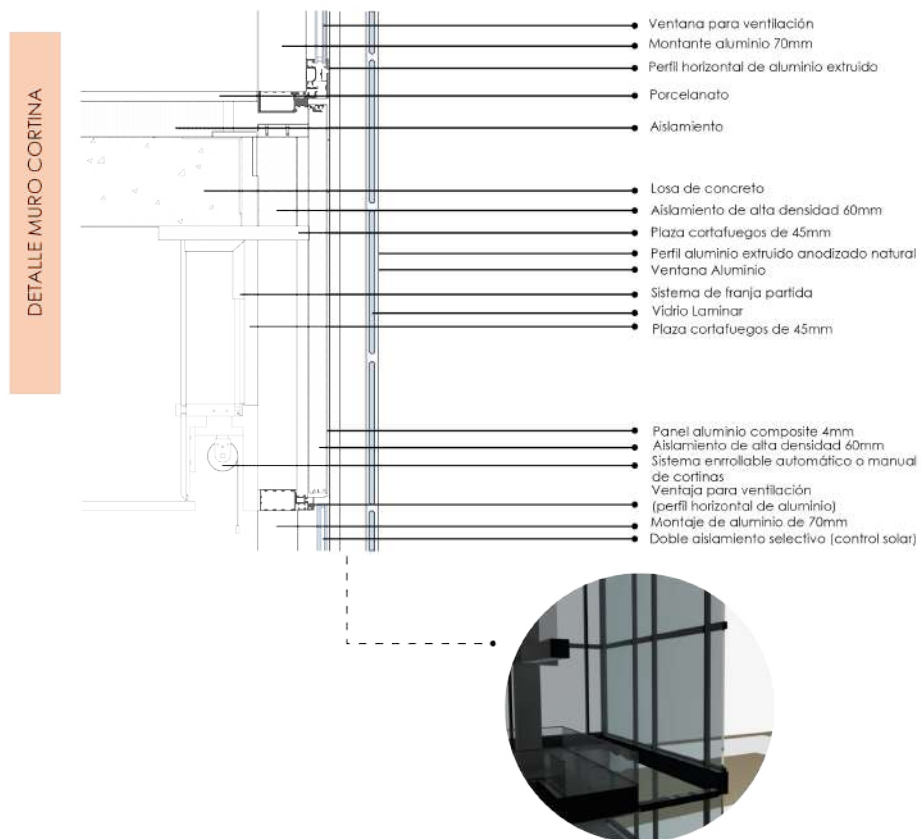 DETALLE MURO CORTINA
Ventana para ventilación
Montante aluminio 70mm
Perfil horizontal de aluminio extruido
Porcelanato
Aislamiento
Losa de concreto
Aislamiento de alta densidad 60mm
Plaza cortafuegos de 45mm
Perfil aluminio extruido anodizado natural
Ventana Aluminio
Sistema de franja partida
Vidrio Laminar
Plaza cortafuegos de 45mm
Panel aluminio composite 4mm
Aislamiento de alta densidad 60mm
Sistema enrrollable automático o manual
de cortinas
Ventaja para ventilación
(perfil horizontal de aluminio)
Montaje de aluminio de 70mm
Doble aislamiento selectivo (control solar)